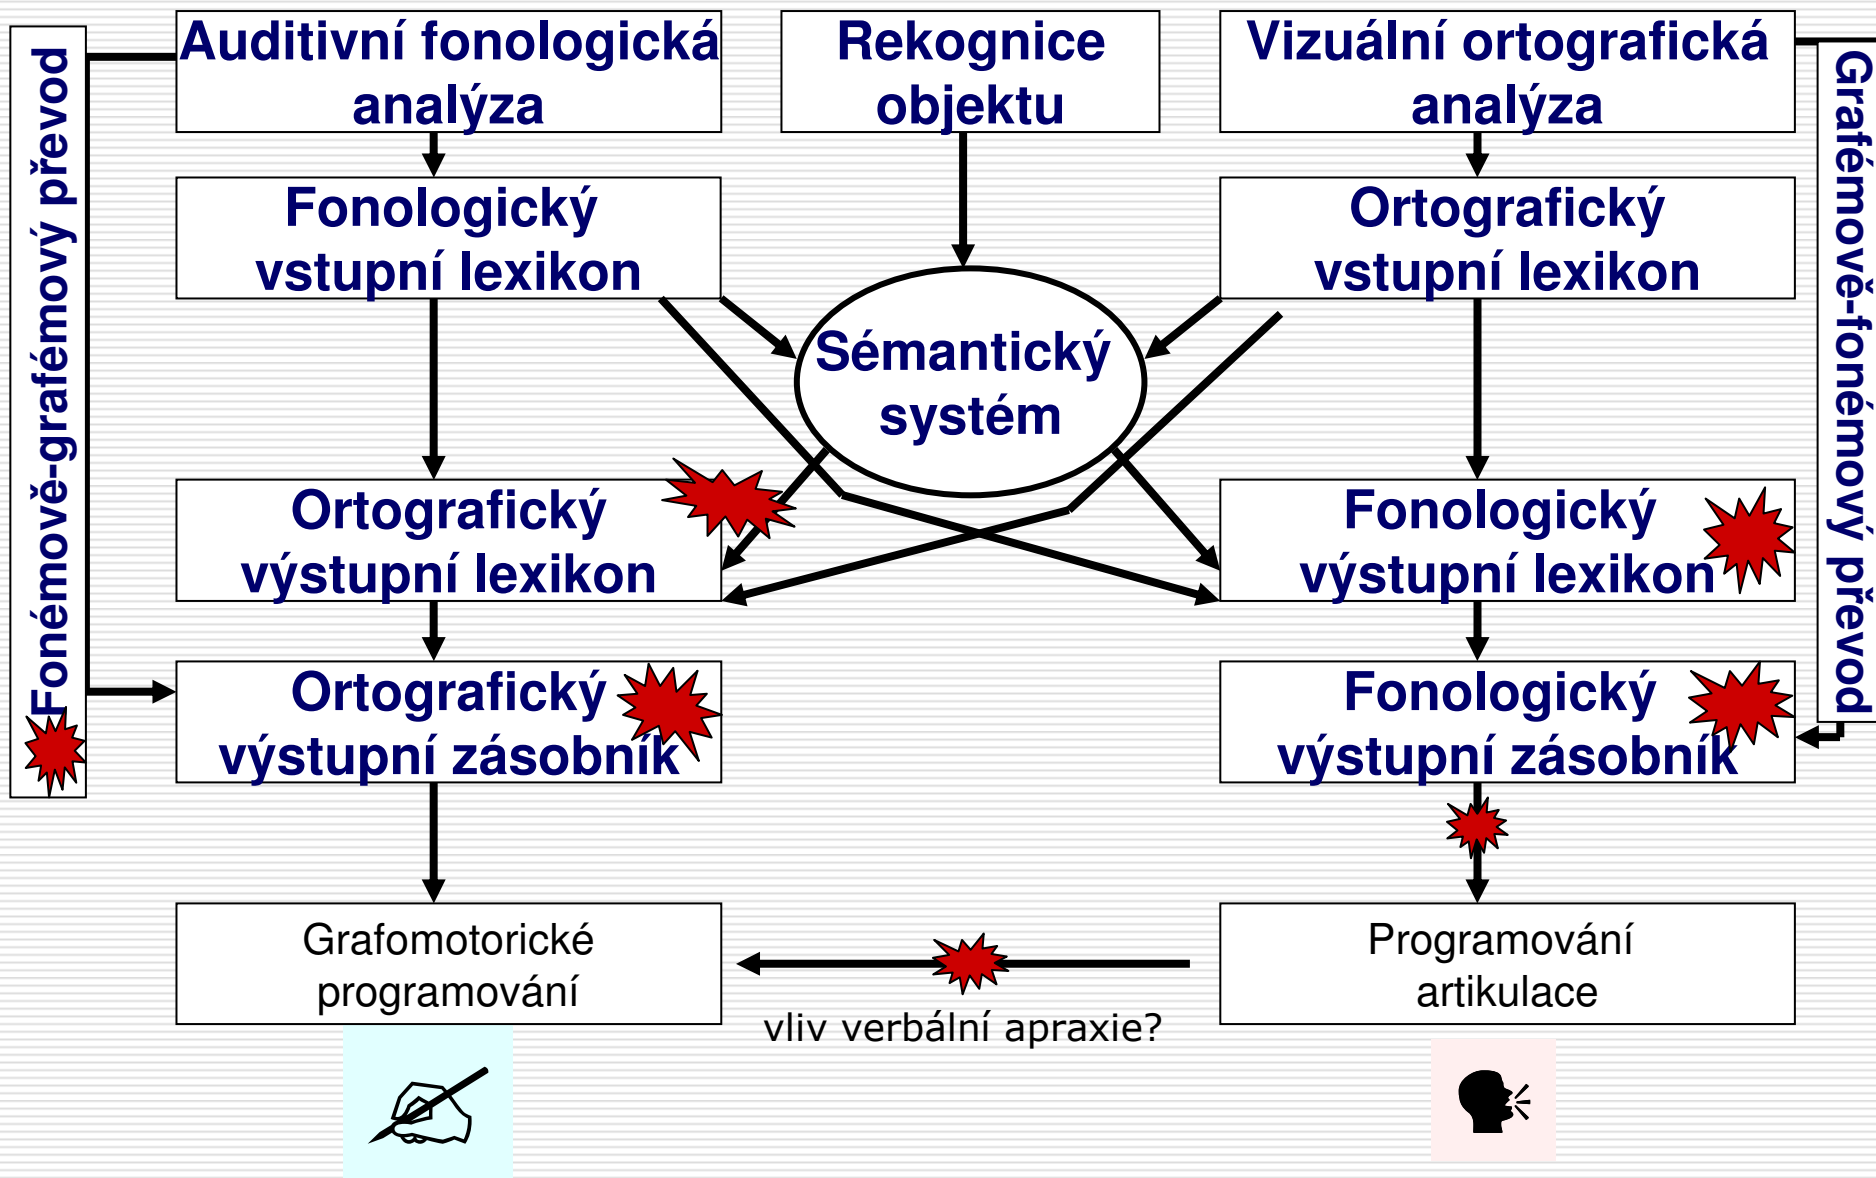 Fonémově-grafémový převod
Auditivní fonologická
analýza
Rekognice
objektu
Vizuální ortografická
analýza
Grafémově-fonémový převod
Fonologický
vstupní lexikon
Ortografický
vstupní lexikon
Sémantický
systém
Ortografický
výstupní lexikon
Fonologický
výstupní lexikon
Ortografický
výstupní zásobník
Fonologický
výstupní zásobník
Grafomotorické
programování
vliv verbální apraxie?
Programování
artikulace